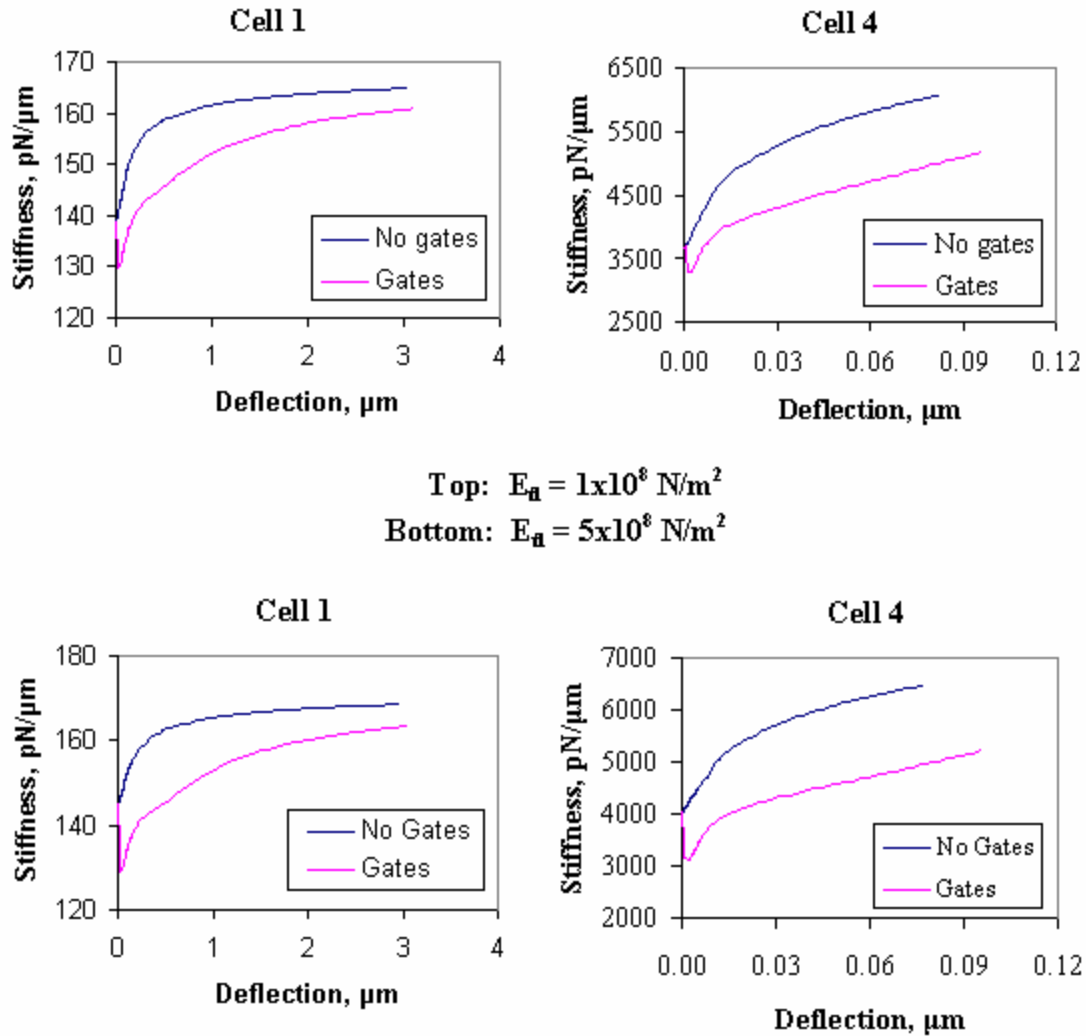 Cell 1
Stiffness, pN/µm
170
160
150
140
130
120
No gates
Gates
0 1 2 3 4
Deflection, µm
Cell 4
Stiffness, pN/µm
6500
5500
4500
3500
2500
No gates
Gates
0.00 0.03 0.06 0.09 0.12
Deflection, µm
Top: E_fl = 1x10⁸ N/m²
Bottom: E_fl = 5x10⁸ N/m²
Cell 1
Stiffness, pN/µm
180
160
140
120
No Gates
Gates
0 1 2 3 4
Deflection, µm
Cell 4
Stiffness, pN/µm
7000
6000
5000
4000
3000
2000
No Gates
Gates
0.00 0.03 0.06 0.09 0.12
Deflection, µm